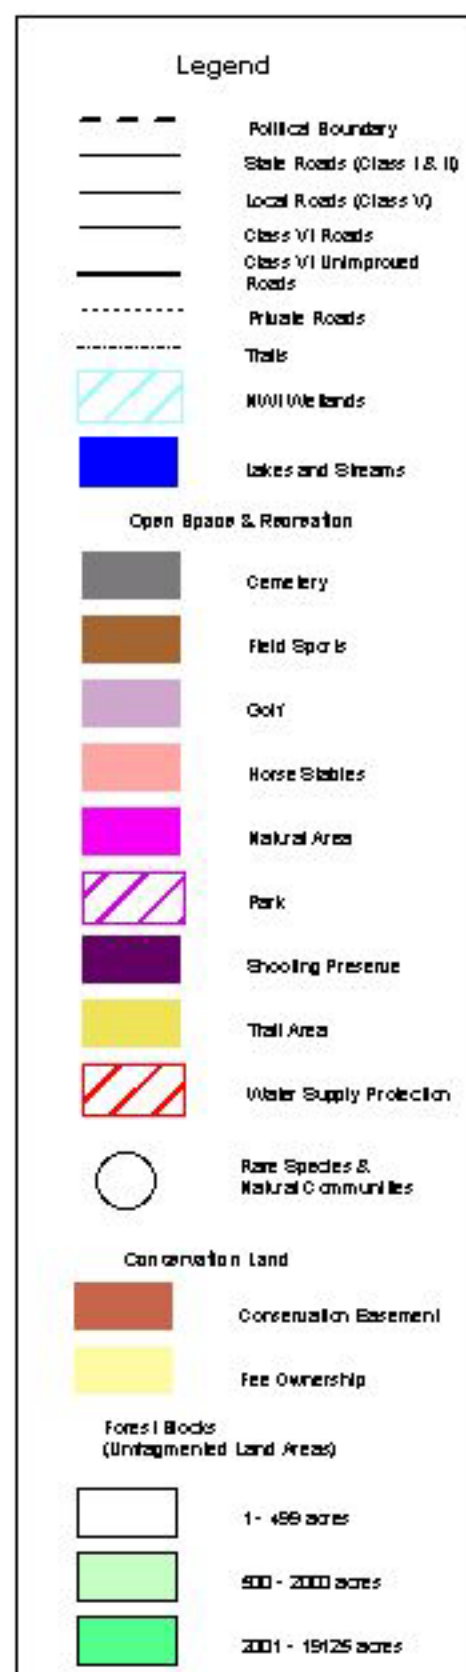 Legend
Political Boundary
State Roads (Class I & II)
Local Roads (Class V)
Class VI Roads
Class VI Unimproved
Roads
Private Roads
Trails
NWI Wetlands
Lakes and Streams
Open Space & Recreation
Cemetery
Field Sports
Golf
Horse Stables
Natural Area
Park
Shooting Preserve
Trail Area
Water Supply Protection
Rare Species &
Natural Communities
Conservation Land
Conservation Easement
Fee Ownership
Forest Blocks
(Unfragmented Land Areas)
1 - 499 acres
500 - 2000 acres
2001 - 19125 acres